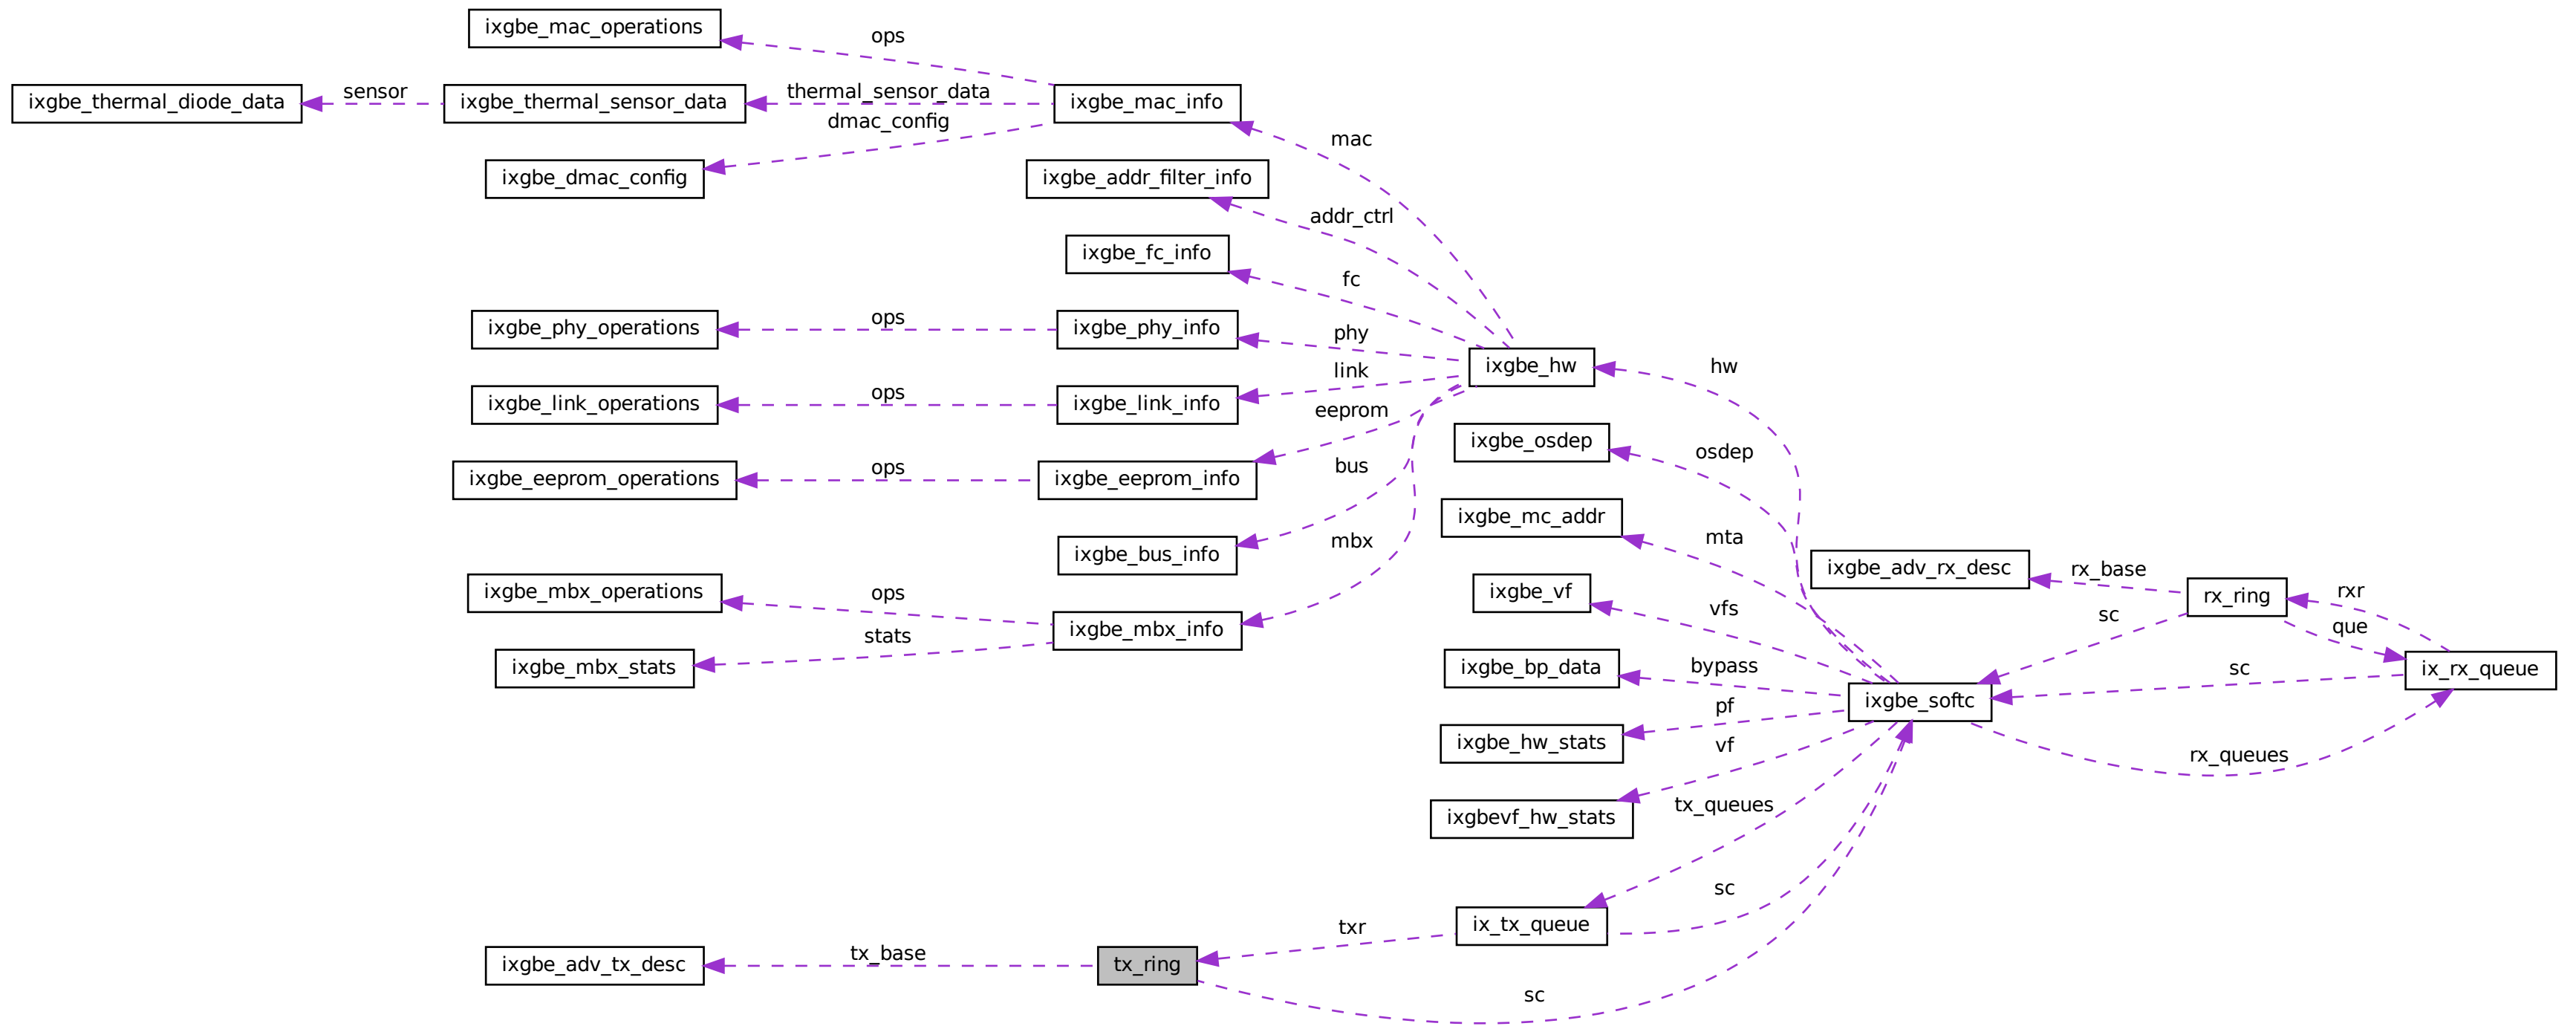 ixgbe_mac_operations
ops
ixgbe_thermal_diode_data
sensor
ixgbe_thermal_sensor_data
thermal_sensor_data
ixgbe_mac_info
dmac_config
mac
ixgbe_dmac_config
ixgbe_addr_filter_info
addr_ctrl
ixgbe_fc_info
fc
ixgbe_phy_operations
ops
ixgbe_phy_info
phy
ixgbe_hw
hw
link
ixgbe_link_operations
ops
ixgbe_link_info
eeprom
ixgbe_osdep
osdep
ixgbe_eeprom_operations
ops
ixgbe_eeprom_info
bus
ixgbe_mc_addr
mta
ixgbe_bus_info
mbx
ixgbe_adv_rx_desc
rx_base
rx_ring
rxr
ixgbe_mbx_operations
ops
ixgbe_vf
vfs
sc
que
ixgbe_mbx_info
stats
ixgbe_mbx_stats
ixgbe_bp_data
bypass
sc
ix_rx_queue
ixgbe_softc
pf
ixgbe_hw_stats
vf
rx_queues
ixgbevf_hw_stats
tx_queues
sc
ix_tx_queue
txr
ixgbe_adv_tx_desc
tx_base
tx_ring
sc